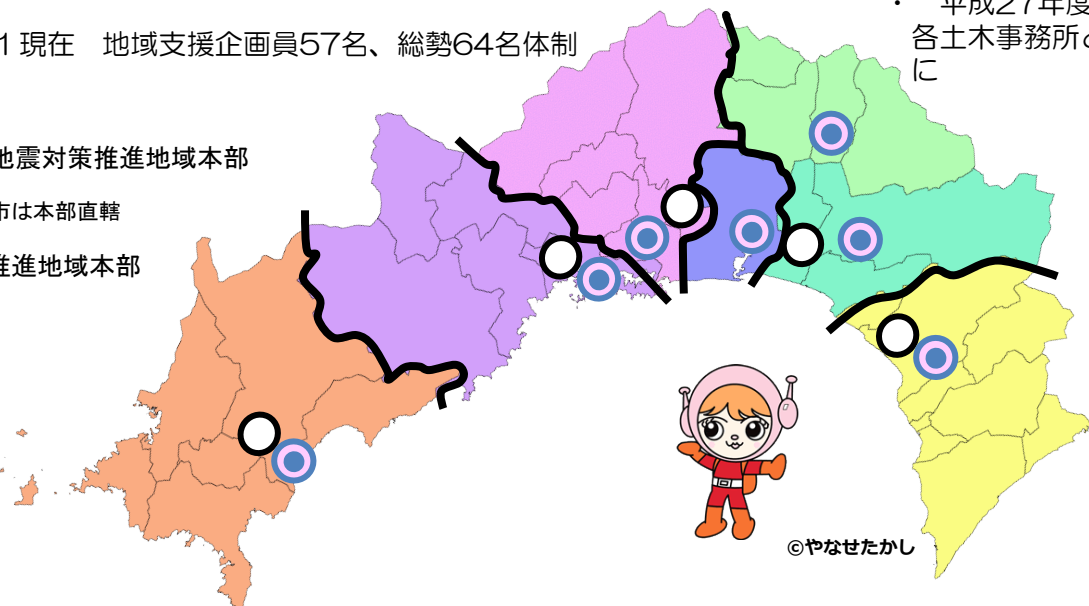 1 現在　地域支援企画員57名、総勢64名体制
・　平成27年度
各土木事務所
に
地震対策推進地域本部
市は本部直轄
推進地域本部
©やなせたかし